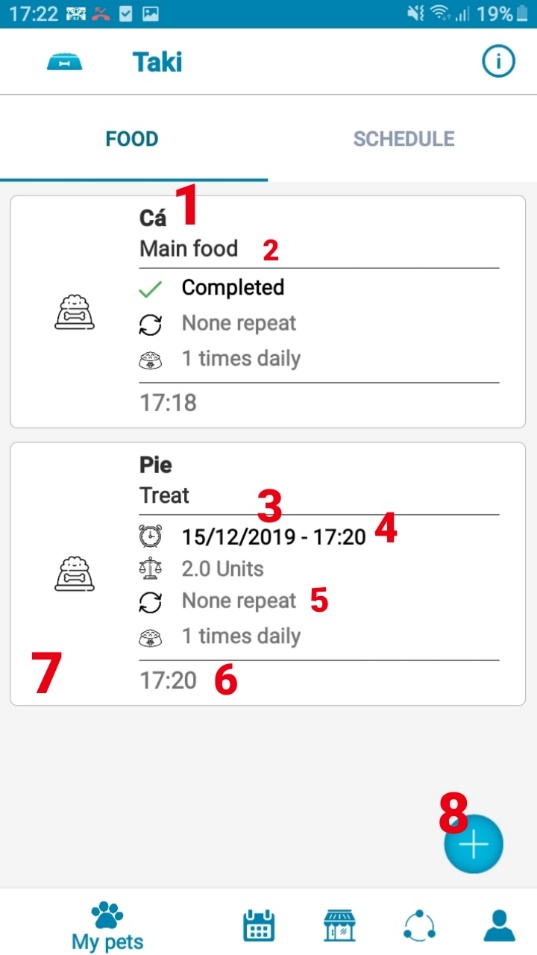 17:22 19%
Taki
FOOD SCHEDULE
Cá 1
Main food 2
Completed
None repeat
1 times daily
17:18
Pie
Treat 3
15/12/2019 - 17:20 4
2.0 Units
None repeat 5
1 times daily
7 17:20 6
8
My pets